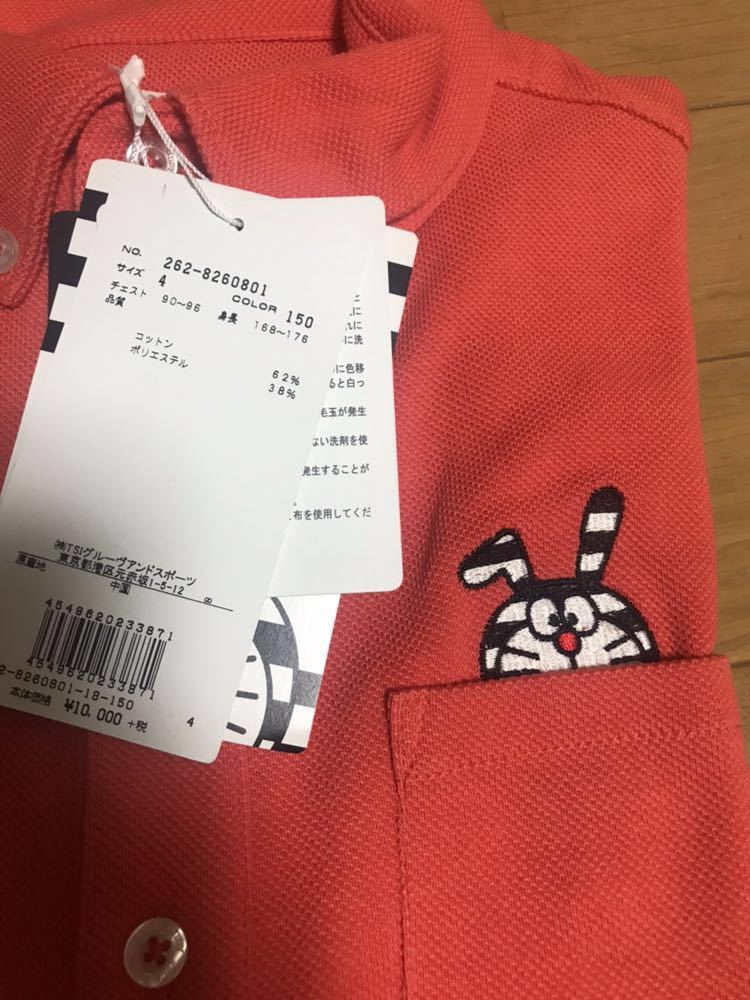 NO. 262-8260801
サイズ 4 COLOR 150
チェスト 90~96 身長 168~176
品質
コットン 62%
ポリエステル 38%
㈱TSIグルーヴアンドスポーツ
東京都港区元赤坂1-5-12
原産地 中国 ∞
4548620233871
4548620233871
2-8260801-18-150
本体価格 ¥10,000 +税 4
に
れに
に洗
に色移
ると白っ
毛玉が発生
ない洗剤を使
発生することが
。
布を使用してくだ